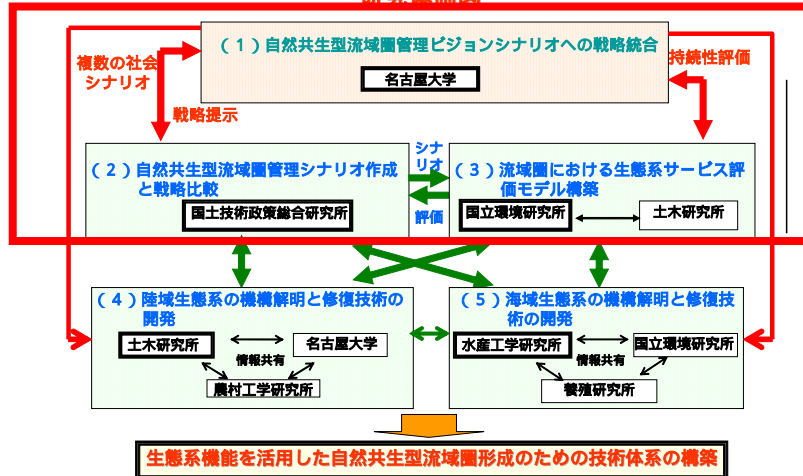 (1)自然共生型流域圏管理ビジョンシナリオへの戦略統合
名古屋大学
複数の社会
シナリオ
戦略提示
持続性評価
(2)自然共生型流域圏管理シナリオ作成
と戦略比較
国土技術政策総合研究所
シナ
リオ
評価
(3)流域圏における生態系サービス評
価モデル構築
国立環境研究所
土木研究所
(4)陸域生態系の機構解明と修復技術の
開発
土木研究所
名古屋大学
情報共有
農村工学研究所
(5)海域生態系の機構解明と修復技
術の開発
水産工学研究所
国立環境研究所
情報共有
養殖研究所
生態系機能を活用した自然共生型流域圏形成のための技術体系の構築